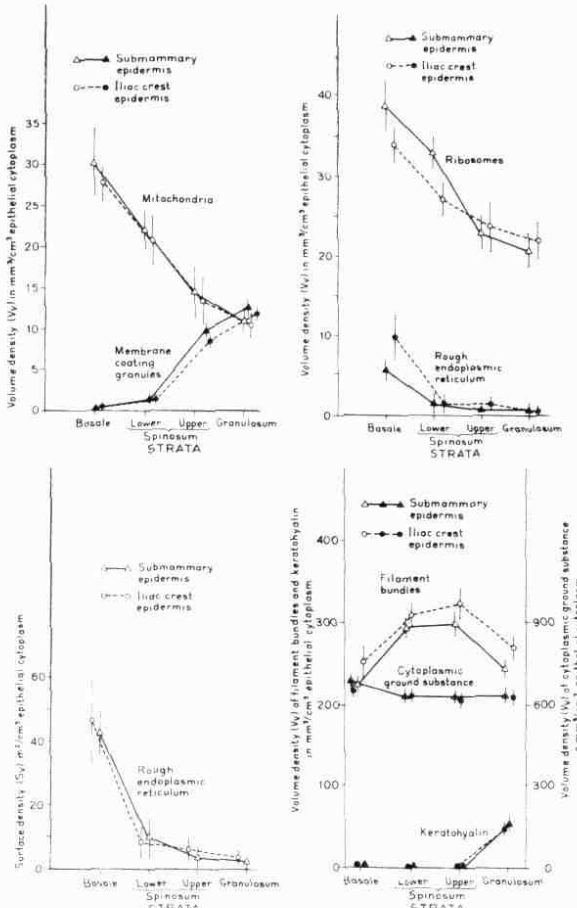 Submammary
epidermis
Iliac crest
epidermis
Volume density (Vv) in mm³/cm³ epithelial cytoplasm
35
30
25
20
15
10
5
0
Mitochondria
Membrane
coating
granules
Basale Lower Upper Granulosum
Spinosum
STRATA
Submammary
epidermis
Iliac crest
epidermis
Volume density (Vv) in mm³/cm³ epithelial cytoplasm
40
30
20
10
0
Ribosomes
Rough
endoplasmic
reticulum
Basale Lower Upper Granulosum
Spinosum
STRATA
Submammary
epidermis
Iliac crest
epidermis
Surface density (Sv) m²/cm³ epithelial cytoplasm
60
40
20
0
Rough
endoplasmic
reticulum
Basale Lower Upper Granulosum
Spinosum
STRATA
Submammary
epidermis
Iliac crest
epidermis
Volume density (Vv) of filament bundles and keratohyalin
in mm³/cm³ epithelial cytoplasm
400
300
200
100
0
Filament
bundles
Cytoplasmic
ground substance
Keratohyalin
900
600
300
0
Volume density (Vv) of cytoplasmic ground substance
Basale Lower Upper Granulosum
Spinosum
STRATA